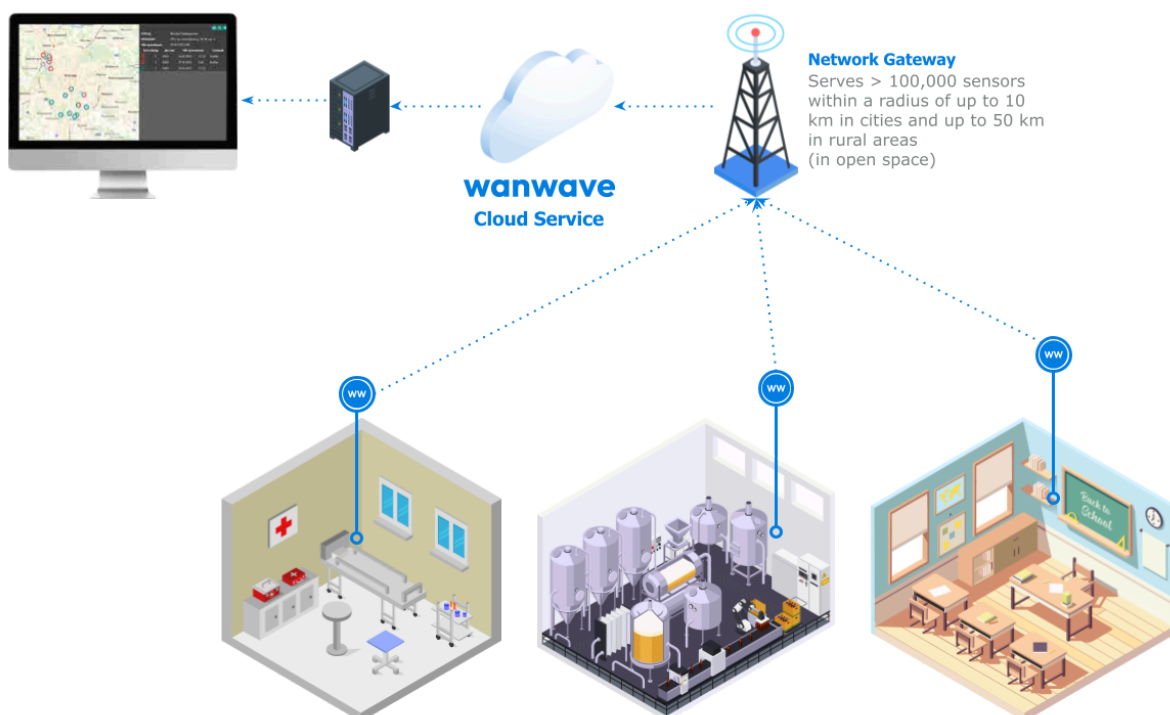 Network Gateway
Serves > 100,000 sensors
within a radius of up to 10
km in cities and up to 50 km
in rural areas
(in open space)
wanwave
Cloud Service
ww
ww
ww
Back to
School